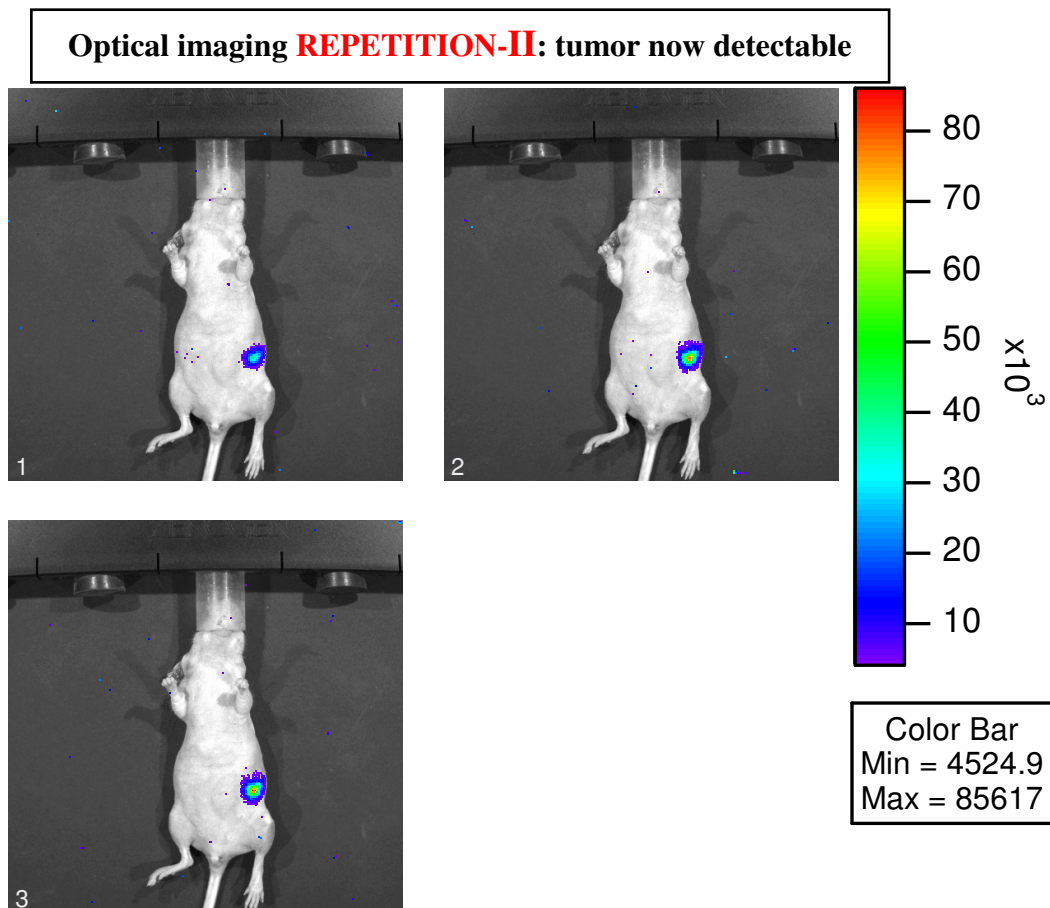 Optical imaging REPETITION-II: tumor now detectable
1
2
3
80
70
60
50
40
30
20
10
x10³
Color Bar
Min = 4524.9
Max = 85617